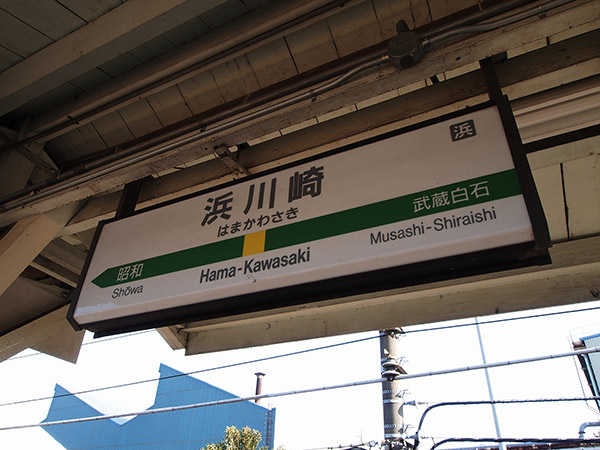 浜
浜川崎
はまかわさき
昭和
武蔵白石
Shōwa
Hama-Kawasaki
Musashi-Shiraishi